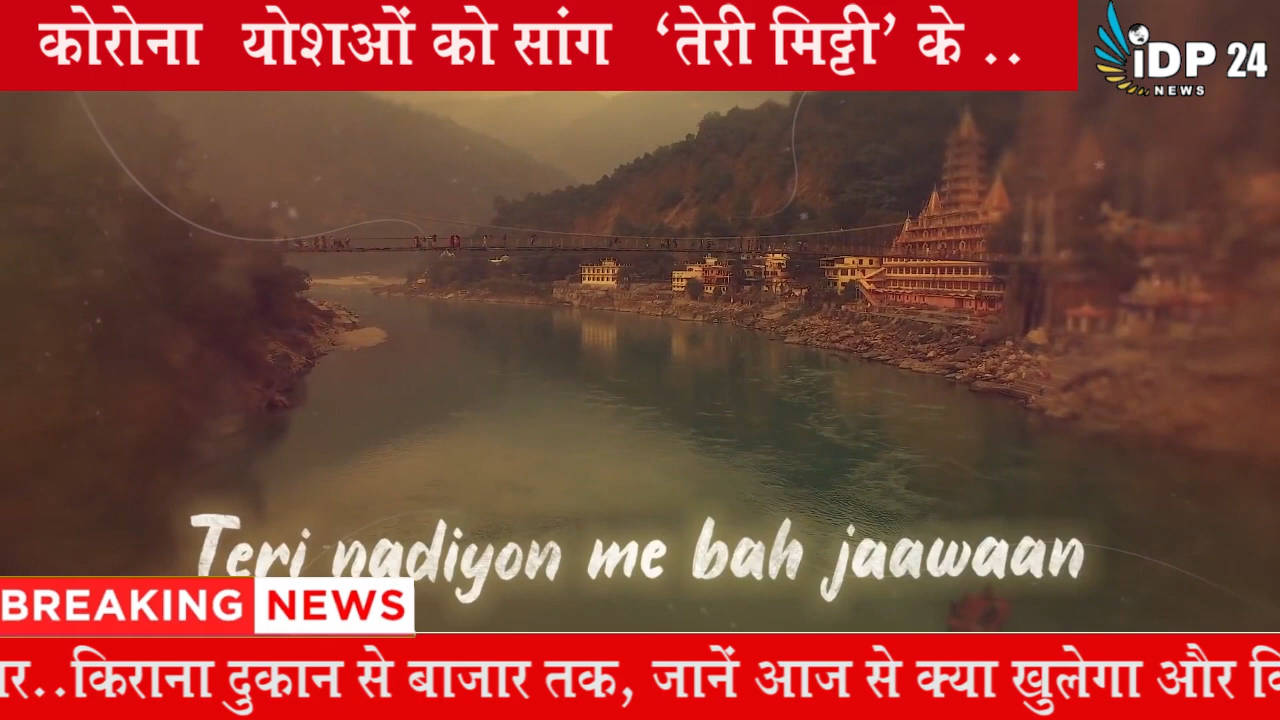 कोरोना योशओं को सांग ‘तेरी मिट्टी’ के ..
iDP 24
NEWS
Teri nadiyon me bah jaawaan
BREAKING NEWS
र..किराना दुकान से बाजार तक, जानें आज से क्या खुलेगा और